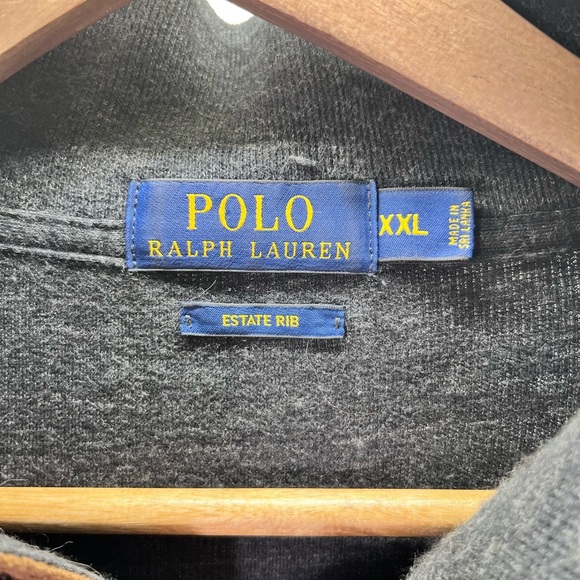 POLO
RALPH LAUREN
XXL
MADE IN
SRI LANKA
ESTATE RIB